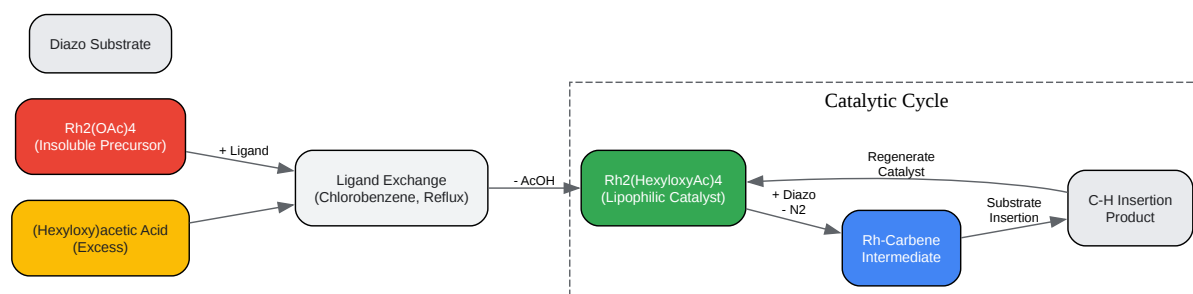 Diazo Substrate
Rh2(OAc)4
(Insoluble Precursor)
(Hexyloxy)acetic Acid
(Excess)
+ Ligand
Ligand Exchange
(Chlorobenzene, Reflux)
- AcOH
Catalytic Cycle
Rh2(HexyloxyAc)4
(Lipophilic Catalyst)
Regenerate
Catalyst
+ Diazo
- N2
Rh-Carbene
Intermediate
Substrate
Insertion
C-H Insertion
Product